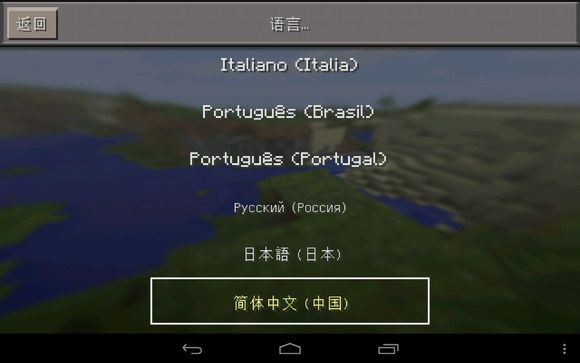 返回
语言...
Italiano (Italia)
Português (Brasil)
Português (Portugal)
Русский (Россия)
日本語 (日本)
简体中文 (中国)